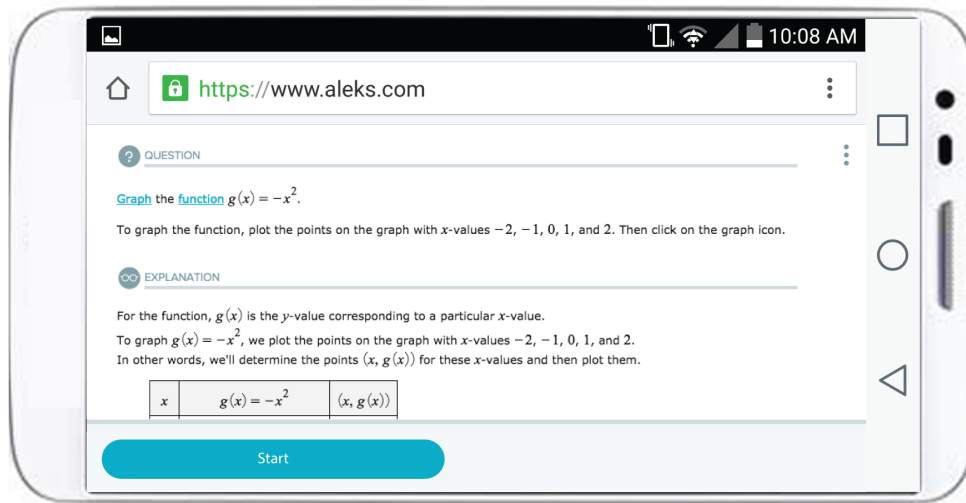 10:08 AM
https://www.aleks.com
? QUESTION
Graph the function g(x) = −x².
To graph the function, plot the points on the graph with x-values −2, −1, 0, 1, and 2. Then click on the graph icon.
EXPLANATION
For the function, g(x) is the y-value corresponding to a particular x-value.
To graph g(x) = −x², we plot the points on the graph with x-values −2, −1, 0, 1, and 2.
In other words, we'll determine the points (x, g(x)) for these x-values and then plot them.
x g(x) = −x² (x, g(x))
Start